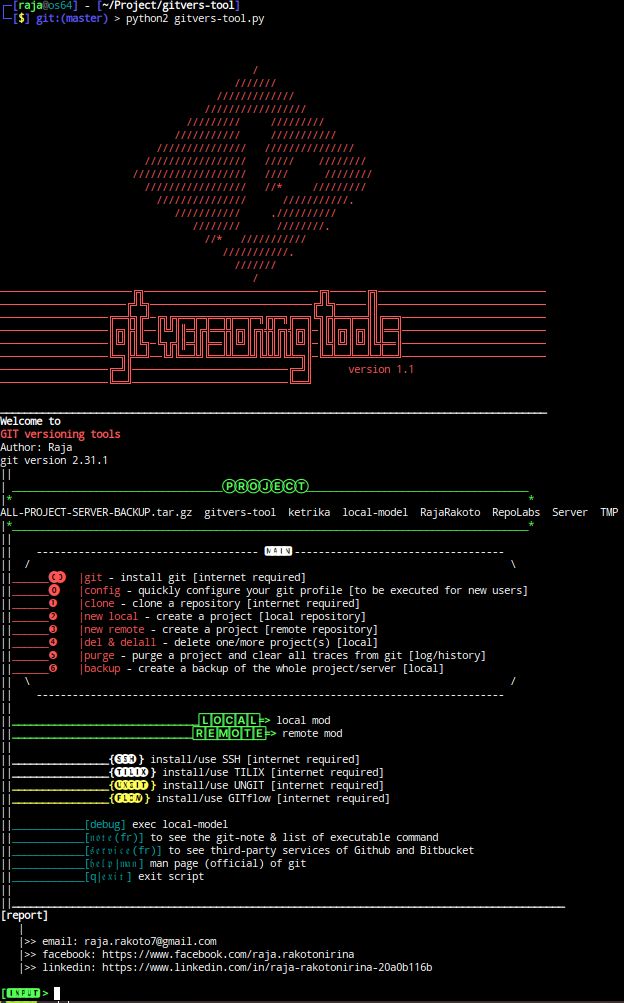 [raja@os64] - [~/Project/gitvers-tool]
[$] git:(master) > python2 gitvers-tool.py
version 1.1
Welcome to
GIT versioning tools
Author: Raja
git version 2.31.1
PROJECT
ALL-PROJECT-SERVER-BACKUP.tar.gz gitvers-tool ketrika local-model RajaRakoto RepoLabs Server TMP
MAIN
|git - install git [internet required]
0 |config - quickly configure your git profile [to be executed for new users]
1 |clone - clone a repository [internet required]
2 |new local - create a project [local repository]
3 |new remote - create a project [remote repository]
4 |del & delall - delete one/more project(s) [local]
5 |purge - purge a project and clear all traces from git [log/history]
6 |backup - create a backup of the whole project/server [local]
LOCAL=> local mod
REMOTE=> remote mod
{SSH} install/use SSH [internet required]
{TILIX} install/use TILIX [internet required]
{UNGIT} install/use UNGIT [internet required]
{FLOW} install/use GITflow [internet required]
[debug] exec local-model
[note(fr)] to see the git-note & list of executable command
[service(fr)] to see third-party services of Github and Bitbucket
[help|man] man page (official) of git
[q|exit] exit script
[report]
|>> email: raja.rakoto7@gmail.com
|>> facebook: https://www.facebook.com/raja.rakotonirina
|>> linkedin: https://www.linkedin.com/in/raja-rakotonirina-20a0b116b
[INPUT>